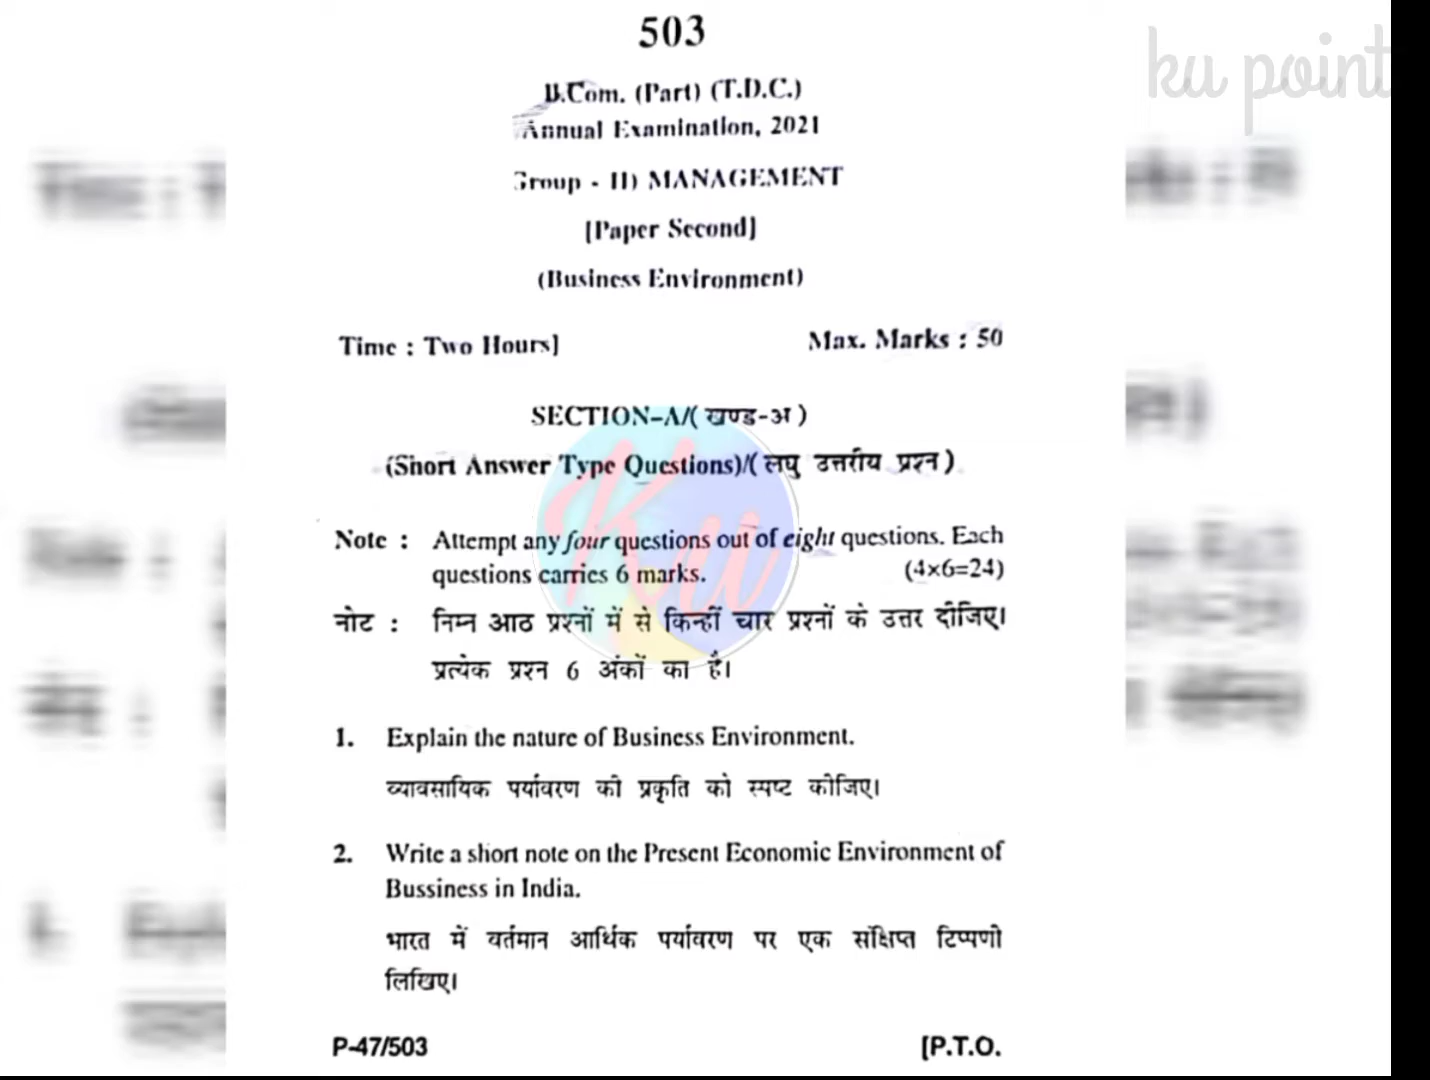 ku point
503
B.Com. (Part) (T.D.C.)
Annual Examination, 2021
Group - II) MANAGEMENT
[Paper Second]
(Business Environment)
Time : Two Hours]
Max. Marks : 50
SECTION–A/( खण्ड-अ )
(Short Answer Type Questions)/( लघु उत्तरीय प्रश्न )
Note : Attempt any four questions out of eight questions. Each
questions carries 6 marks. (4×6=24)
नोट : निम्न आठ प्रश्नों में से किन्हीं चार प्रश्नों के उत्तर दीजिए।
प्रत्येक प्रश्न 6 अंकों का है।
Ku
1. Explain the nature of Business Environment.
व्यावसायिक पर्यावरण की प्रकृति को स्पष्ट कीजिए।
2. Write a short note on the Present Economic Environment of
Bussiness in India.
भारत में वर्तमान आर्थिक पर्यावरण पर एक संक्षिप्त टिप्पणी
लिखिए।
P-47/503
[P.T.O.